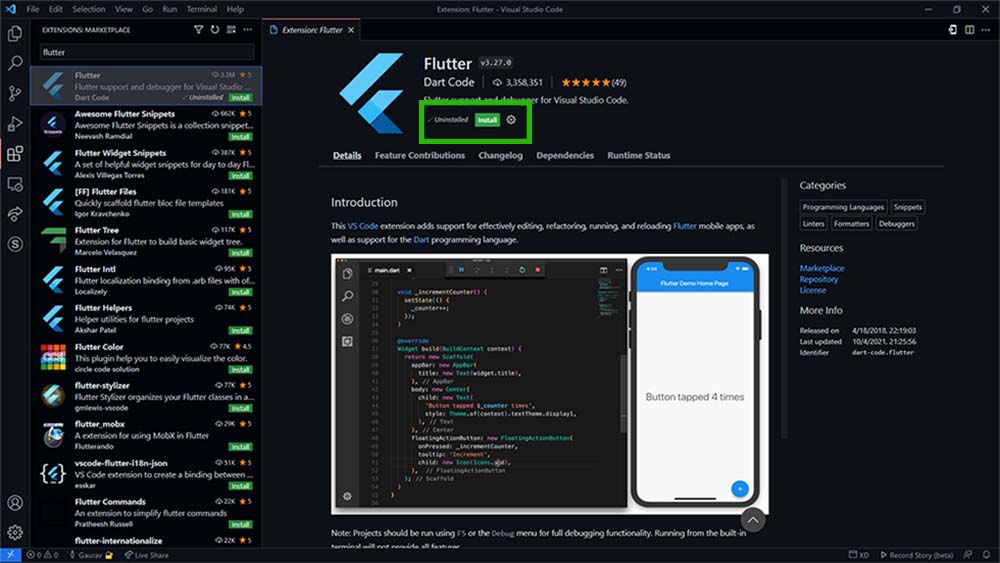 File Edit Selection View Go Run Terminal Help
Extension: Flutter - Visual Studio Code
EXTENSIONS: MARKETPLACE
flutter
Flutter 3.3M 5
Flutter support and debugger for Visual Studio ...
Dart Code Uninstalled Install
Awesome Flutter Snippets 662K 5
Awesome Flutter Snippets is a collection snippet...
Neevash Ramdial Install
Flutter Widget Snippets 387K 5
A set of helpful widget snippets for day to day Fl...
Alexis Villegas Torres Install
[FF] Flutter Files 181K 5
Quickly scaffold flutter bloc file templates
Igor Kravchenko Install
Flutter Tree 117K 5
Extension for Flutter to build basic widget tree.
Marcelo Velasquez Install
Flutter Intl 95K 5
Flutter localization binding from .arb files with of...
Localizely Install
Flutter Helpers 74K 5
Helper utilities for flutter projects
Akshar Patel Install
Flutter Color 77K 4.5
This plugin help you to easily visualize the color.
circle code solution Install
flutter-stylizer 77K 5
Flutter Stylizer organizes your Flutter classes in a...
gmlewis-vscode Install
flutter_mobx 29K 5
A extension for using MobX in Flutter
Flutterando Install
vscode-flutter-i18n-json 51K 5
VS Code extension to create a binding between ...
esskar Install
Flutter Commands 22K 5
An extension to simplify flutter commands
Pratheesh Russell Install
flutter-internationalize 22K 5
Extension: Flutter
Flutter v3.27.0
Dart Code 3,358,351 (49)
Flutter support and debugger for Visual Studio Code.
Uninstalled Install
Details Feature Contributions Changelog Dependencies Runtime Status
Introduction
This VS Code extension adds support for effectively editing, refactoring, running, and reloading Flutter mobile apps, as
well as support for the Dart programming language.
main.dart
void _incrementCounter() {
setState(() {
_counter++;
});
}
@override
Widget build(BuildContext context) {
return new Scaffold(
appBar: new AppBar(
title: new Text(widget.title),
), // AppBar
body: new Center(
child: new Text(
'Button tapped $_counter times',
style: Theme.of(context).textTheme.display1,
), // Text
), // Center
floatingActionButton: new FloatingActionButton(
onPressed: _incrementCounter,
tooltip: 'Increment',
child: new Icon(Icons.add),
), // FloatingActionButton
); // Scaffold
}
}
4:34
Flutter Demo Home Page
Button tapped 4 times
Note: Projects should be run using F5 or the Debug menu for full debugging functionality. Running from the built-in
terminal will not provide all features.
Categories
Programming Languages Snippets
Linters Formatters Debuggers
Resources
Marketplace
Repository
License
More Info
Released on 4/18/2018, 22:19:03
Last updated 10/4/2021, 21:25:56
Identifier dart-code.flutter
0 0 Gaurav Live Share XD Record Story (beta)